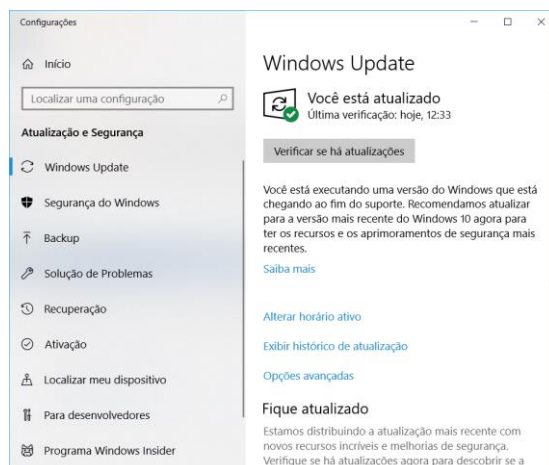 Configurações
Início
Localizar uma configuração
Atualização e Segurança
Windows Update
Segurança do Windows
Backup
Solução de Problemas
Recuperação
Ativação
Localizar meu dispositivo
Para desenvolvedores
Programa Windows Insider
Windows Update
Você está atualizado
Última verificação: hoje, 12:33
Verificar se há atualizações
Você está executando uma versão do Windows que está
chegando ao fim do suporte. Recomendamos atualizar
para a versão mais recente do Windows 10 agora para
ter os recursos e os aprimoramentos de segurança mais
recentes.
Saiba mais
Alterar horário ativo
Exibir histórico de atualização
Opções avançadas
Fique atualizado
Estamos distribuindo a atualização mais recente com
novos recursos incríveis e melhorias de segurança.
Verifique se há atualizações agora para descobrir se a